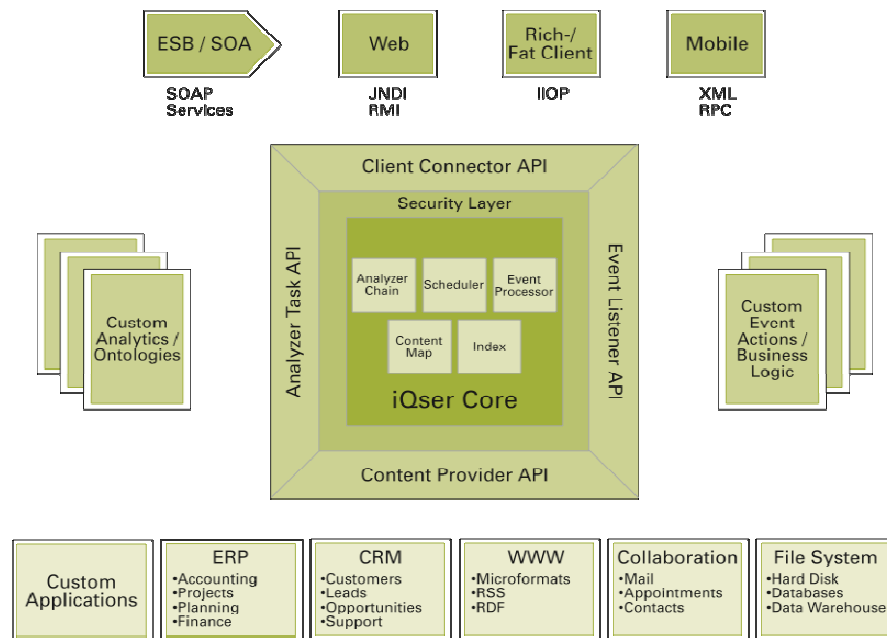 ESB / SOA
Web
Rich-/
Fat Client
Mobile
SOAP
Services
JNDI
RMI
IIOP
XML
RPC
Client Connector API
Security Layer
Analyzer Task API
Event Listener API
Analyzer
Chain
Scheduler
Event
Processor
Content
Map
Index
iQser Core
Content Provider API
Custom
Analytics /
Ontologies
Custom
Event
Actions /
Business
Logic
Custom
Applications
ERP
•Accounting
•Projects
•Planning
•Finance
CRM
•Customers
•Leads
•Opportunities
•Support
WWW
•Microformats
•RSS
•RDF
Collaboration
•Mail
•Appointments
•Contacts
File System
•Hard Disk
•Databases
•Data Warehouse